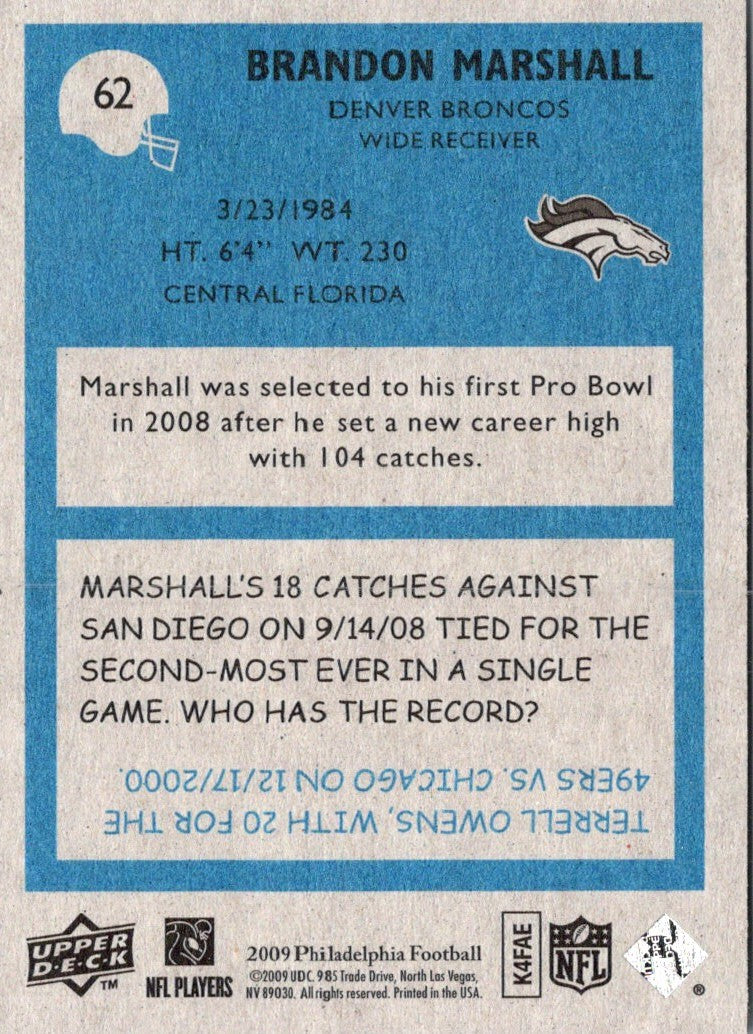 62
BRANDON MARSHALL
DENVER BRONCOS
WIDE RECEIVER
3/23/1984
HT. 6'4" WT. 230
CENTRAL FLORIDA
Marshall was selected to his first Pro Bowl
in 2008 after he set a new career high
with 104 catches.
MARSHALL'S 18 CATCHES AGAINST
SAN DIEGO ON 9/14/08 TIED FOR THE
SECOND-MOST EVER IN A SINGLE
GAME. WHO HAS THE RECORD?
TERRELL OWENS, WITH 20 FOR THE
49ERS VS. CHICAGO ON 12/17/2000.
UPPER
D·E·C·K
TM
NFL PLAYERS
2009 Philadelphia Football
©2009 UDC. 985 Trade Drive, North Las Vegas,
NV 89030. All rights reserved. Printed in the USA.
K4FAE
NFL
®